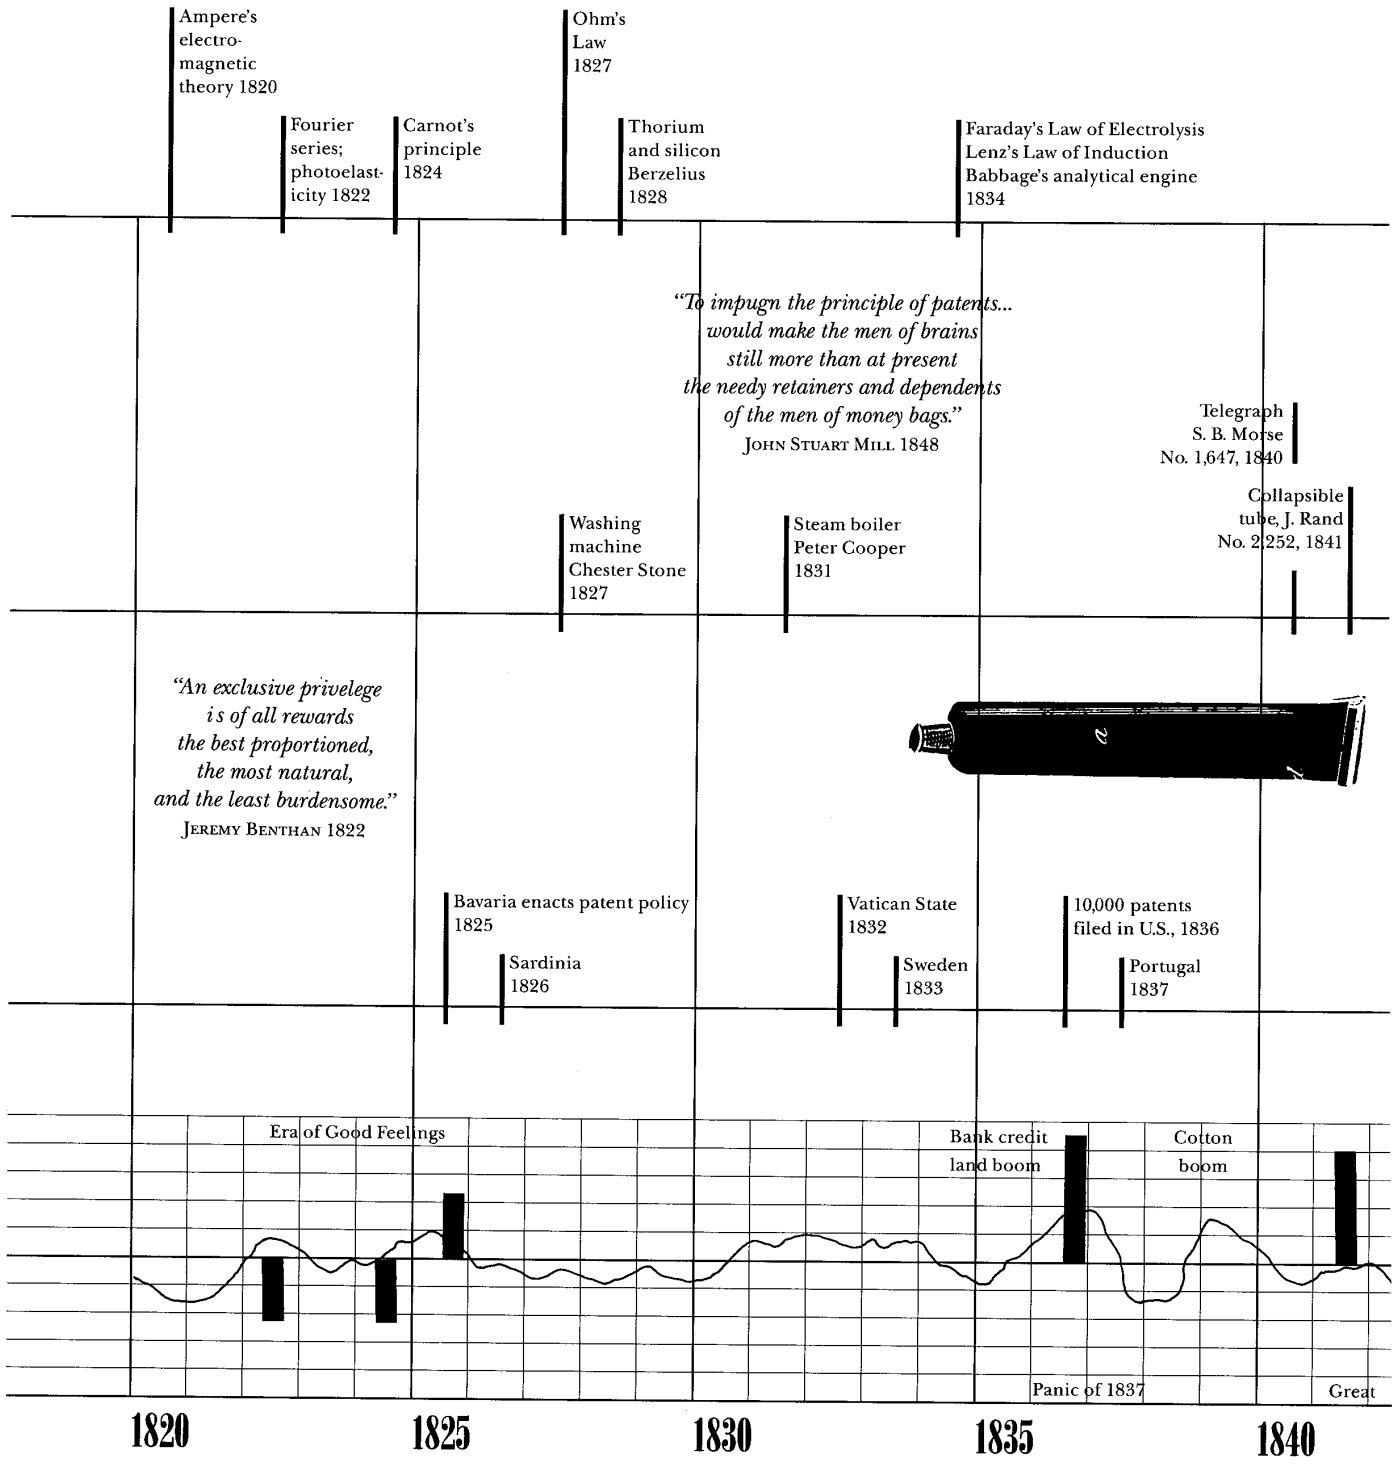 Ampere's
electro-
magnetic
theory 1820
Fourier
series;
photoelast-
icity 1822
Carnot's
principle
1824
Ohm's
Law
1827
Thorium
and silicon
Berzelius
1828
Faraday's Law of Electrolysis
Lenz's Law of Induction
Babbage's analytical engine
1834
“To impugn the principle of patents...
would make the men of brains
still more than at present
the needy retainers and dependents
of the men of money bags.”
John Stuart Mill 1848
Telegraph
S. B. Morse
No. 1,647, 1840
Collapsible
tube, J. Rand
No. 2,252, 1841
Washing
machine
Chester Stone
1827
Steam boiler
Peter Cooper
1831
“An exclusive privelege
is of all rewards
the best proportioned,
the most natural,
and the least burdensome.”
Jeremy Benthan 1822
a
Bavaria enacts patent policy
1825
Sardinia
1826
Vatican State
1832
Sweden
1833
10,000 patents
filed in U.S., 1836
Portugal
1837
Era of Good Feelings
Bank credit
land boom
Cotton
boom
Panic of 1837
Great
1820 1825 1830 1835 1840